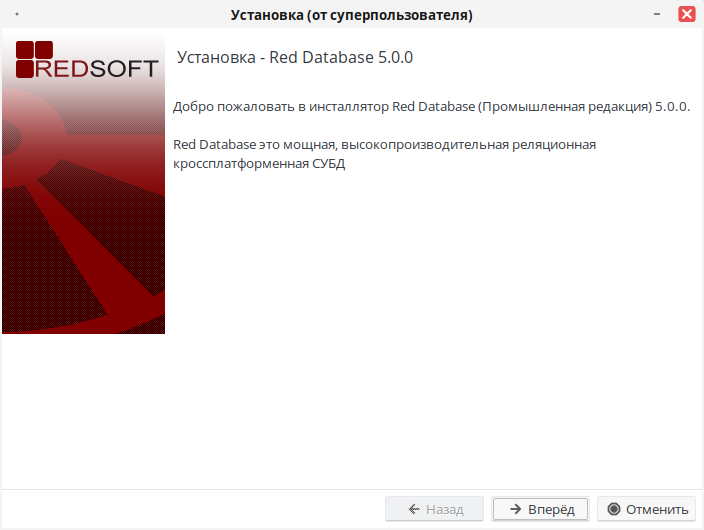 Установка (от суперпользователя)
REDSOFT
Установка - Red Database 5.0.0
Добро пожаловать в инсталлятор Red Database (Промышленная редакция) 5.0.0.
Red Database это мощная, высокопроизводительная реляционная
кроссплатформенная СУБД
Назад
Вперёд
Отменить